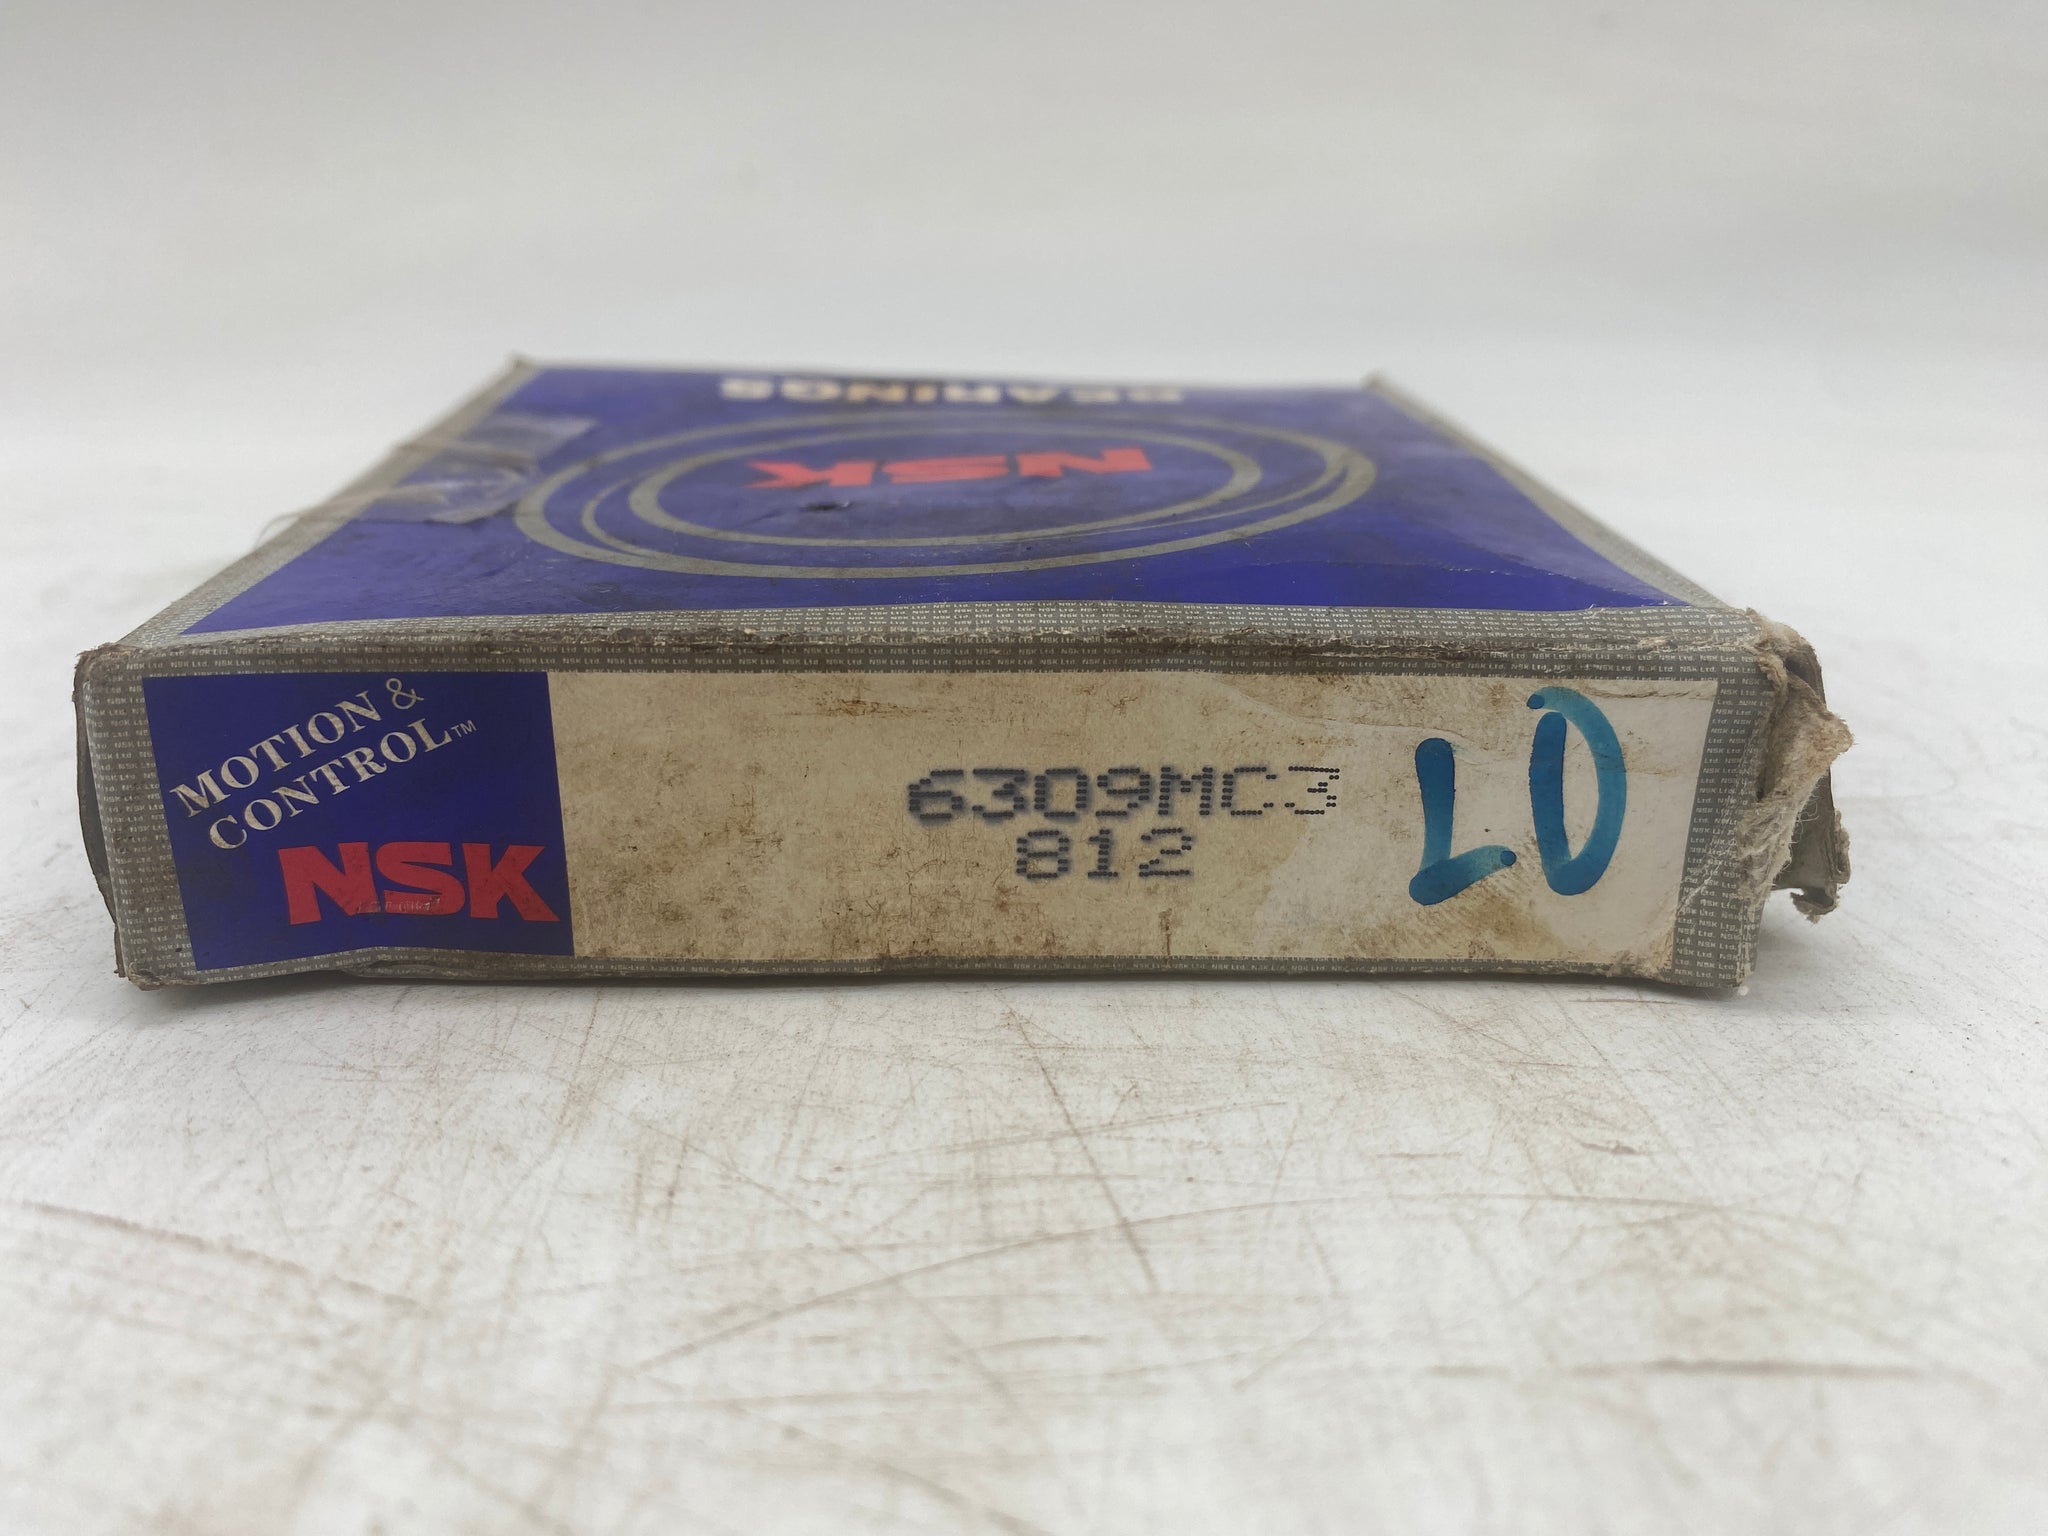 BEARINGS
NSK
MOTION &
CONTROL™
NSK
6309MC3
812
LD